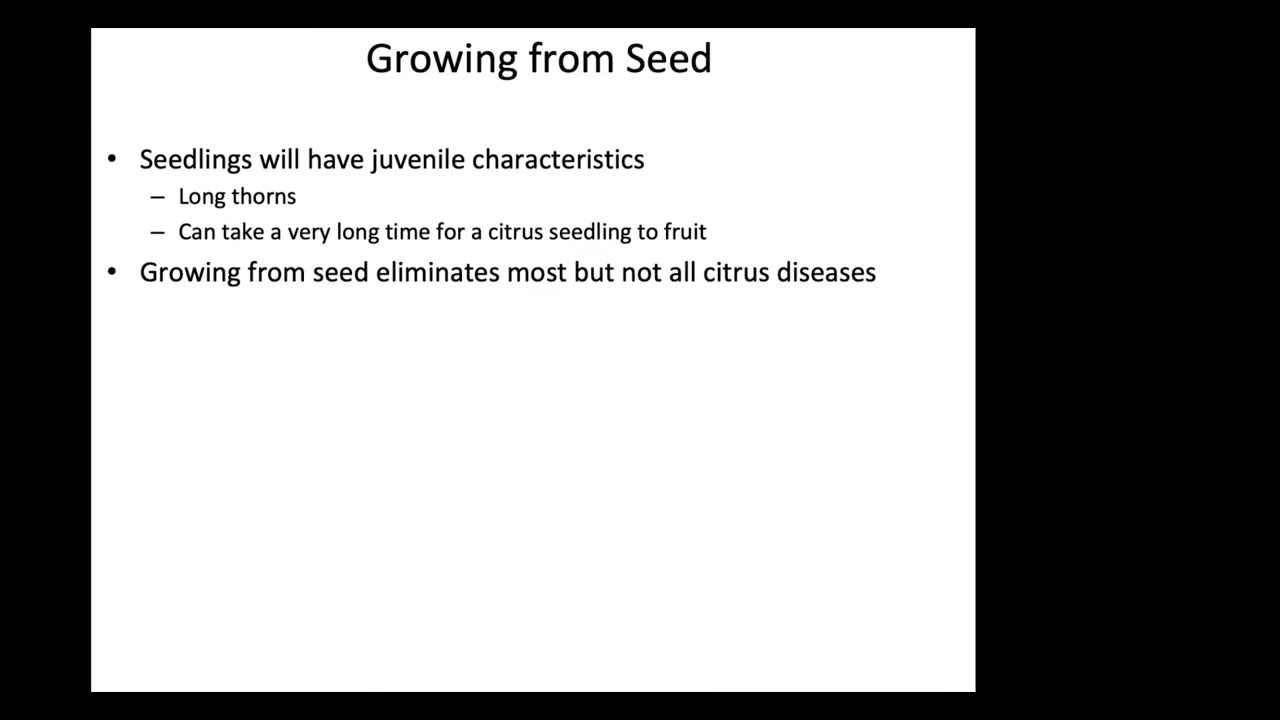 Growing from Seed
• Seedlings will have juvenile characteristics
– Long thorns
– Can take a very long time for a citrus seedling to fruit
• Growing from seed eliminates most but not all citrus diseases